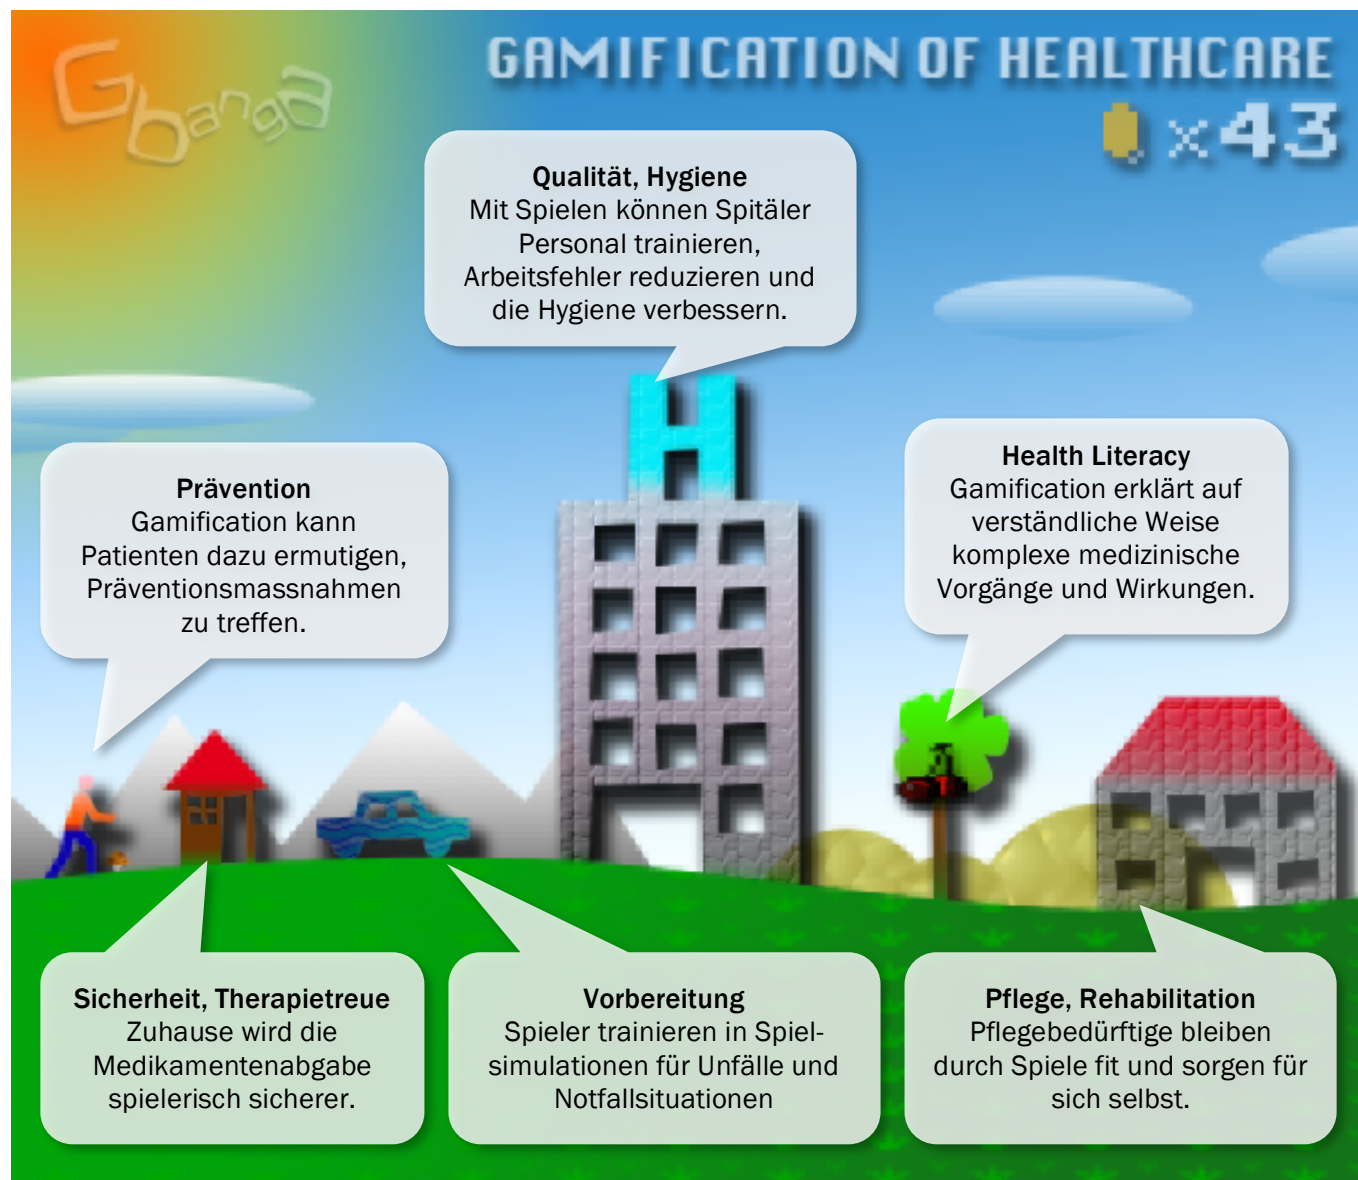 Gbanga
GAMIFICATION OF HEALTHCARE
x43
Qualität, Hygiene
Mit Spielen können Spitäler
Personal trainieren,
Arbeitsfehler reduzieren und
die Hygiene verbessern.
Prävention
Gamification kann
Patienten dazu ermutigen,
Präventionsmassnahmen
zu treffen.
Health Literacy
Gamification erklärt auf
verständliche Weise
komplexe medizinische
Vorgänge und Wirkungen.
H
Sicherheit, Therapietreue
Zuhause wird die
Medikamentenabgabe
spielerisch sicherer.
Vorbereitung
Spieler trainieren in Spiel-
simulationen für Unfälle und
Notfallsituationen
Pflege, Rehabilitation
Pflegebedürftige bleiben
durch Spiele fit und sorgen für
sich selbst.